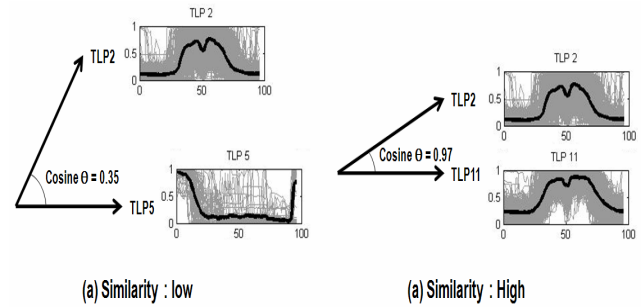 TLP 2
1
0.5
0
0 50 100
TLP2
Cosine Θ = 0.35
TLP 5
1
0.5
0
0 50 100
TLP5
(a) Similarity : low
TLP 2
1
0.5
0
0 50 100
TLP2
Cosine Θ = 0.97
TLP 11
1
0.5
0
0 50 100
TLP11
(a) Similarity : High